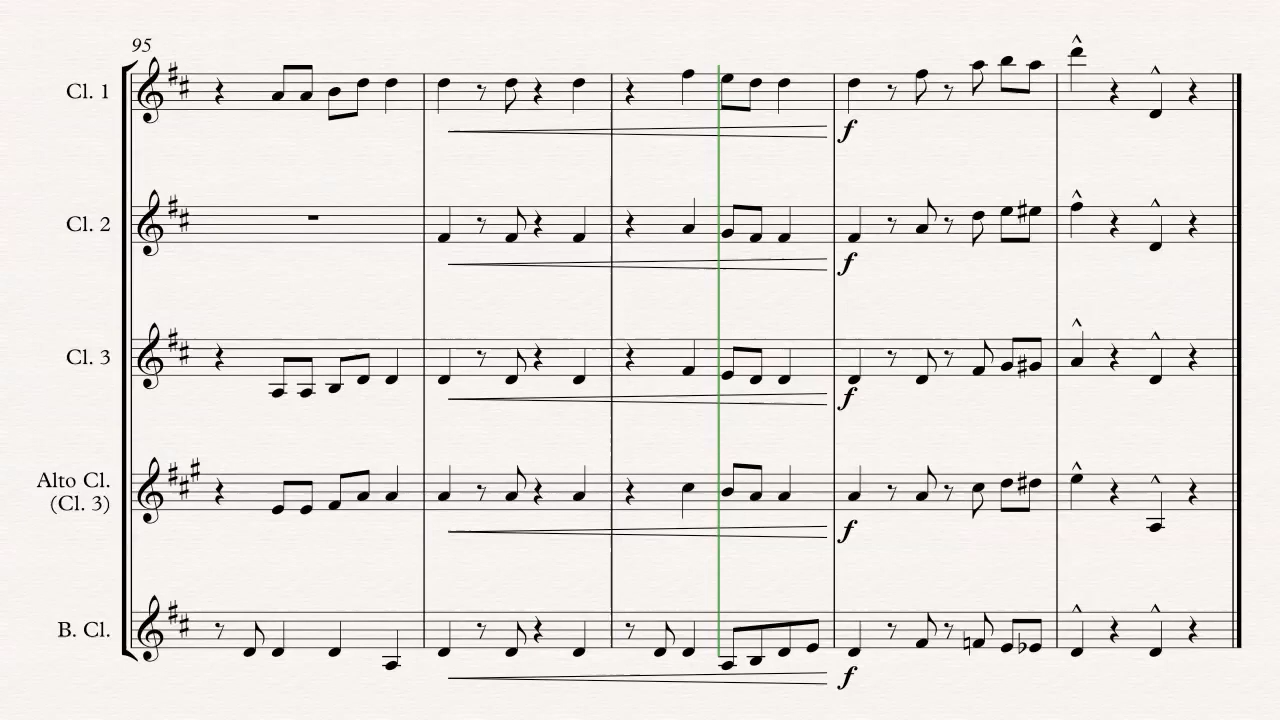 95
Cl. 1
f
Cl. 2
f
Cl. 3
f
Alto Cl.
(Cl. 3)
f
B. Cl.
f